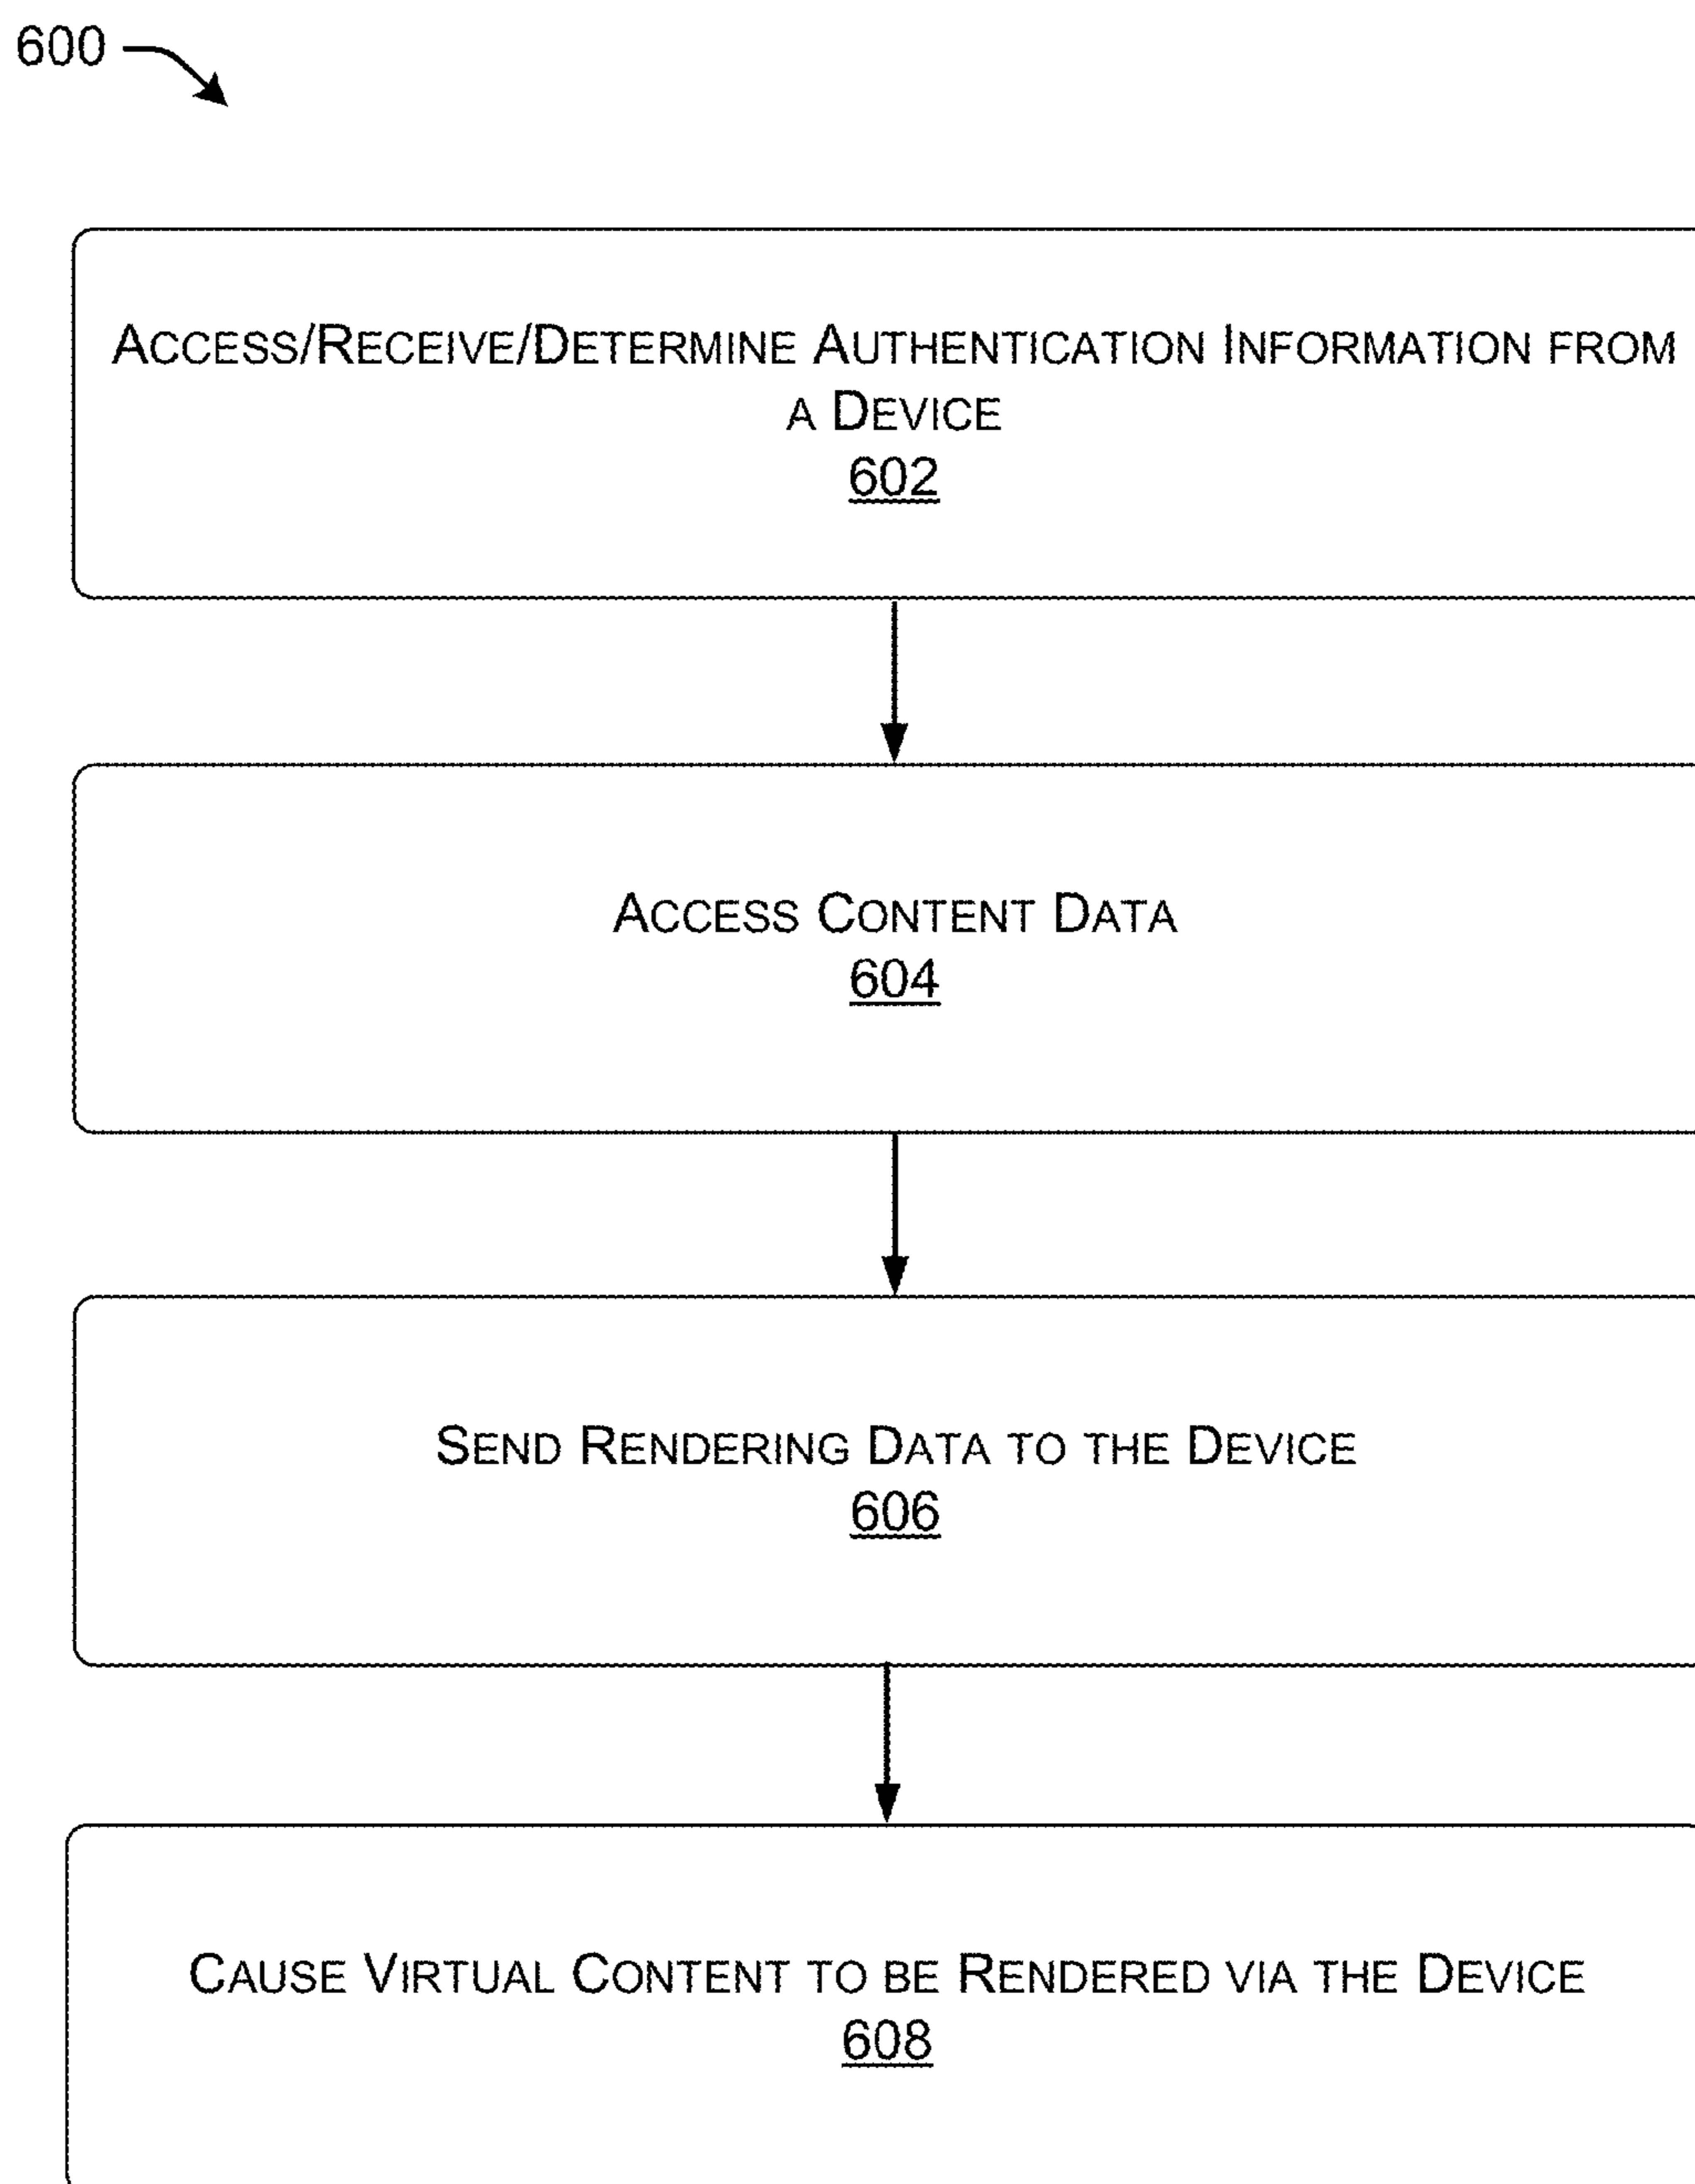 600
ACCESS/RECEIVE/DETERMINE AUTHENTICATION INFORMATION FROM
A DEVICE
602
ACCESS CONTENT DATA
604
SEND RENDERING DATA TO THE DEVICE
606
CAUSE VIRTUAL CONTENT TO BE RENDERED VIA THE DEVICE
608